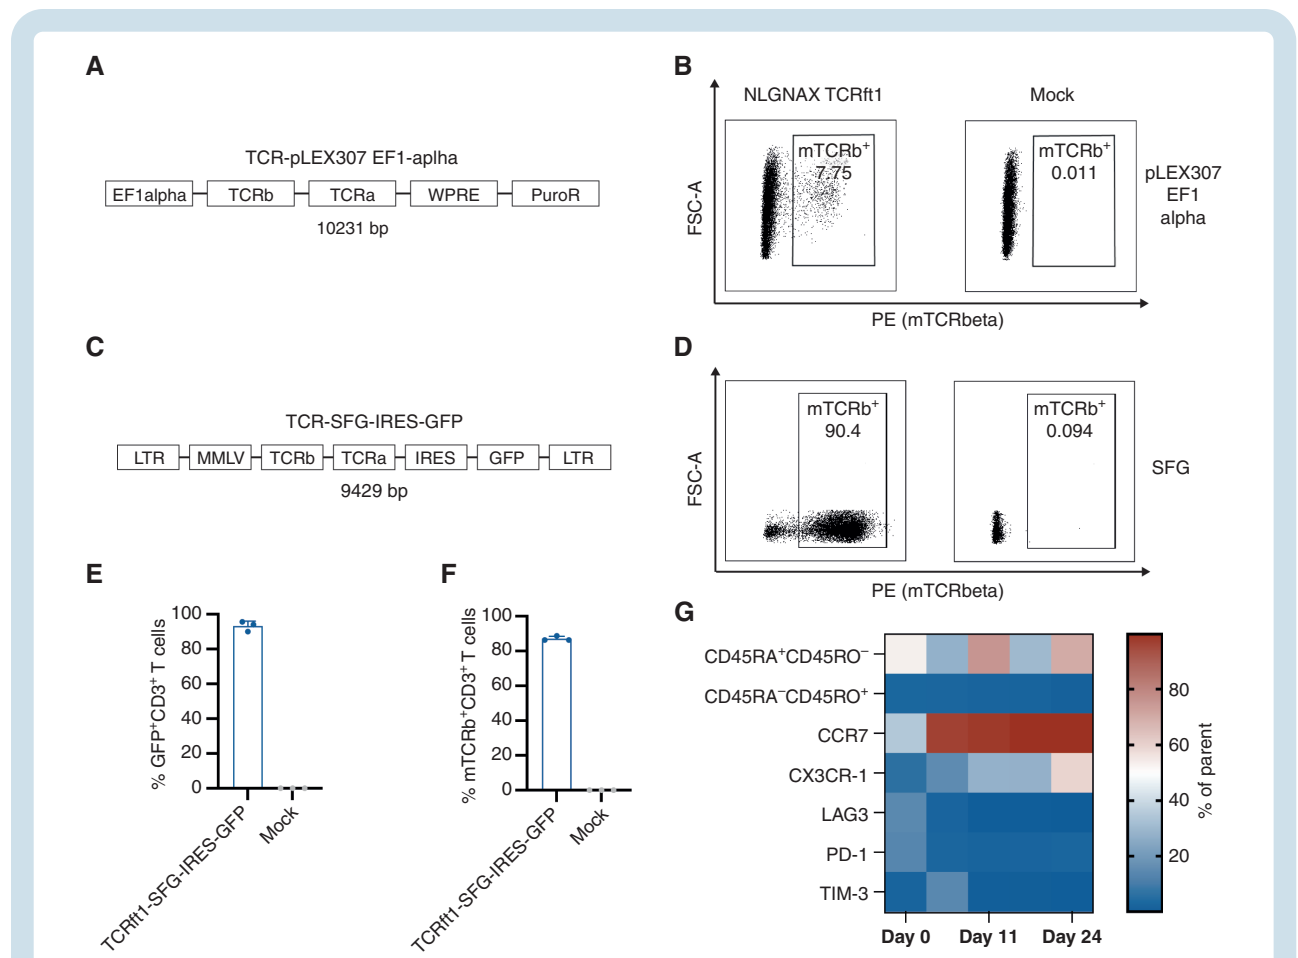 A
TCR-pLEX307 EF1-aplha
EF1alpha TCRb TCRa WPRE PuroR
10231 bp
B
NLGNAX TCRft1 Mock
mTCRb+
7.75
mTCRb+
0.011
pLEX307
EF1
alpha
FSC-A
PE (mTCRbeta)
C
TCR-SFG-IRES-GFP
LTR MMLV TCRb TCRa IRES GFP LTR
9429 bp
D
mTCRb+
90.4
mTCRb+
0.094
SFG
FSC-A
PE (mTCRbeta)
E
% GFP+CD3+ T cells
100
80
60
40
20
0
TCRft1-SFG-IRES-GFP
Mock
F
% mTCRb+CD3+ T cells
100
80
60
40
20
0
TCRft1-SFG-IRES-GFP
Mock
G
CD45RA+CD45RO−
CD45RA−CD45RO+
CCR7
CX3CR-1
LAG3
PD-1
TIM-3
Day 0 Day 11 Day 24
80
60
40
20
% of parent